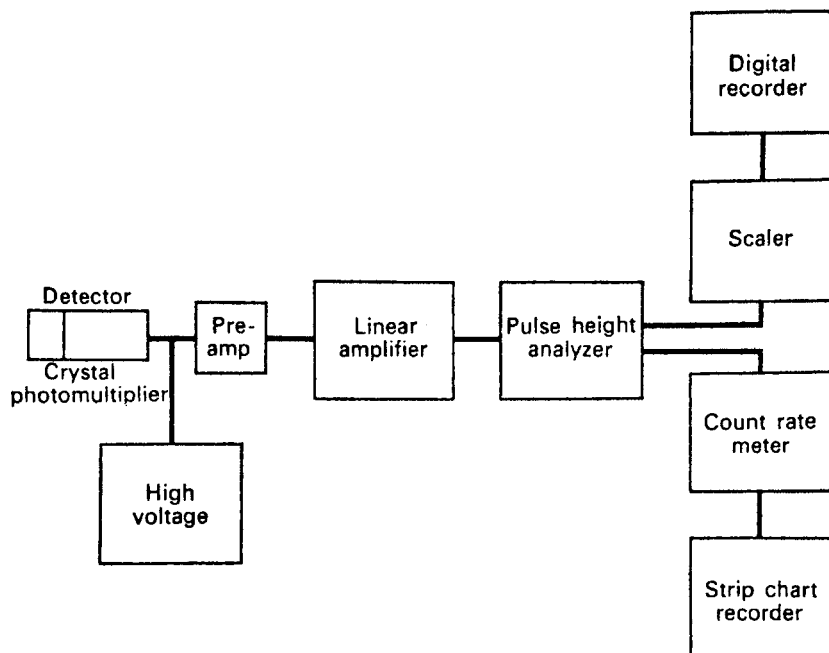 Digital
recorder
Scaler
Detector
Pre-
amp
Linear
amplifier
Pulse height
analyzer
Crystal
photomultiplier
Count rate
meter
High
voltage
Strip chart
recorder